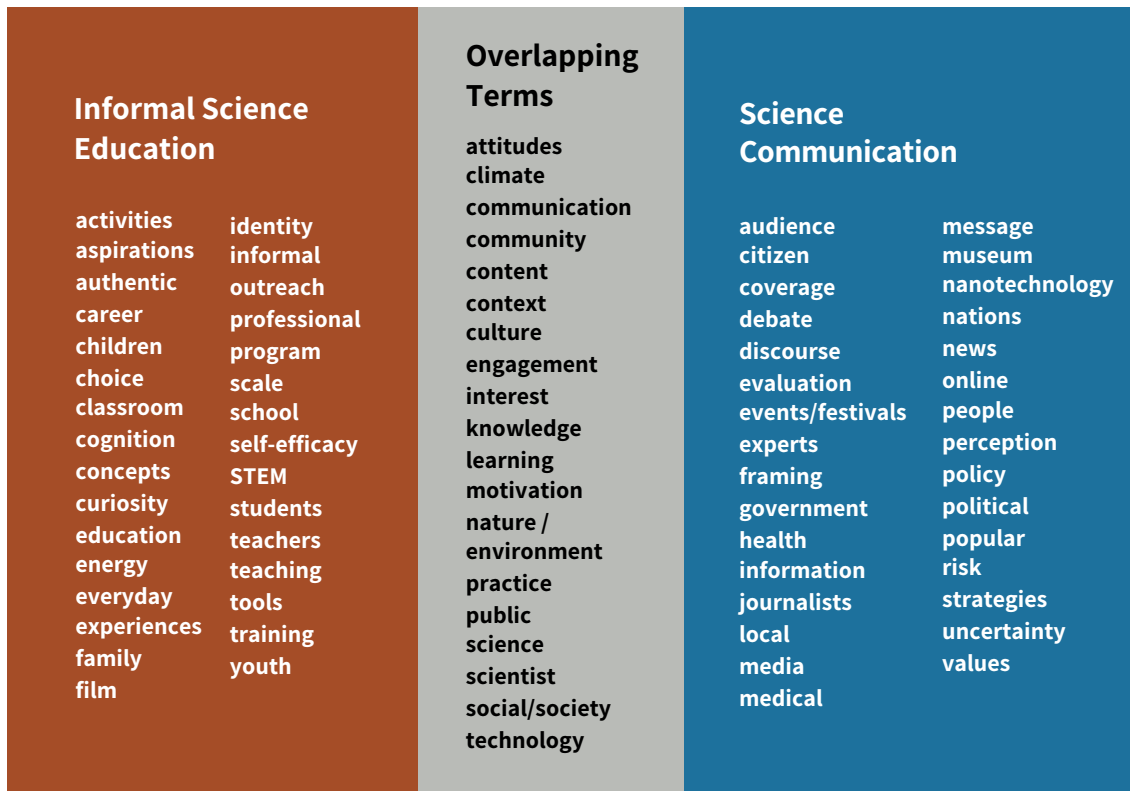 Informal Science
Education
activities
aspirations
authentic
career
children
choice
classroom
cognition
concepts
curiosity
education
energy
everyday
experiences
family
film
identity
informal
outreach
professional
program
scale
school
self-efficacy
STEM
students
teachers
teaching
tools
training
youth
Overlapping
Terms
attitudes
climate
communication
community
content
context
culture
engagement
interest
knowledge
learning
motivation
nature /
environment
practice
public
science
scientist
social/society
technology
Science
Communication
audience
citizen
coverage
debate
discourse
evaluation
events/festivals
experts
framing
government
health
information
journalists
local
media
medical
message
museum
nanotechnology
nations
news
online
people
perception
policy
political
popular
risk
strategies
uncertainty
values